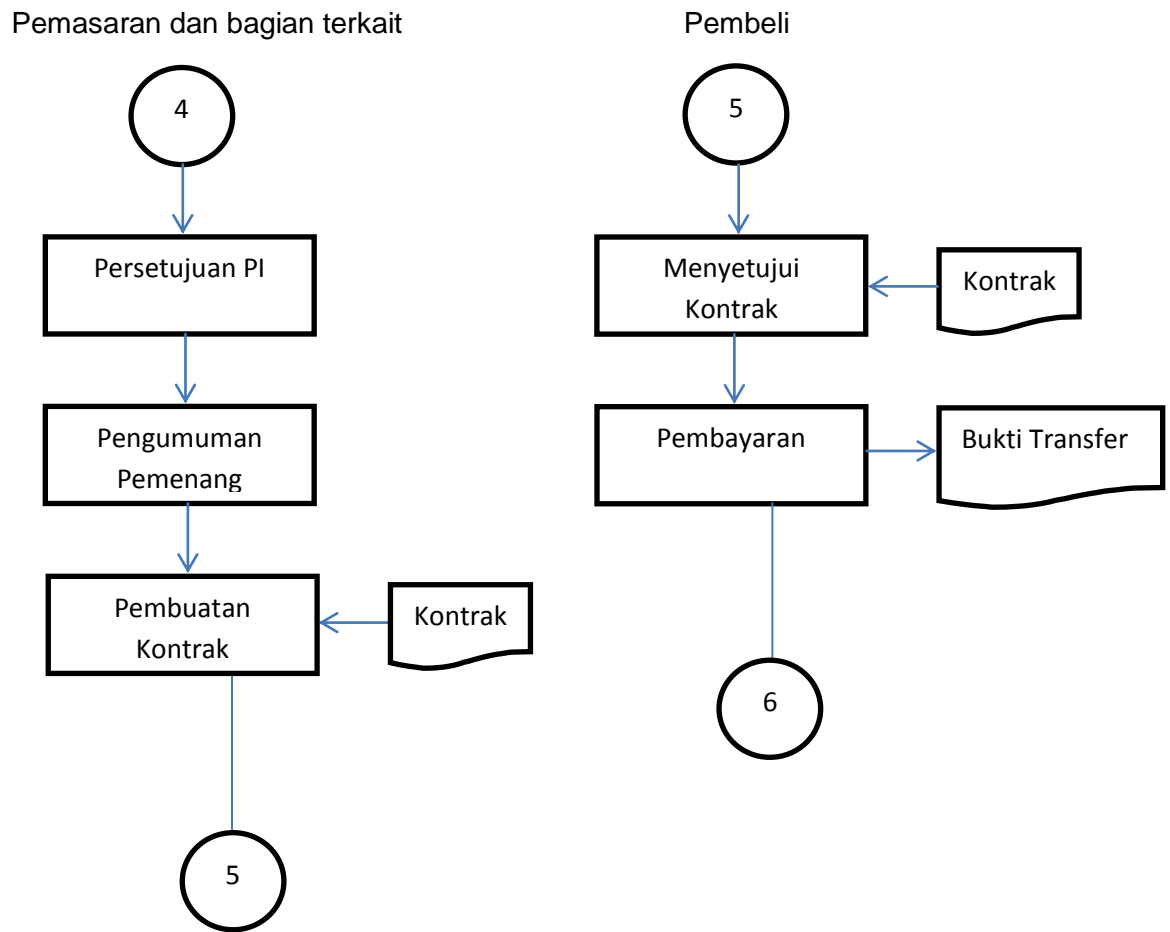 Pemasaran dan bagian terkait
4
Persetujuan PI
Pengumuman
Pemenang
Pembuatan
Kontrak
Kontrak
5
Pembeli
5
Menyetujui
Kontrak
Kontrak
Pembayaran
Bukti Transfer
6